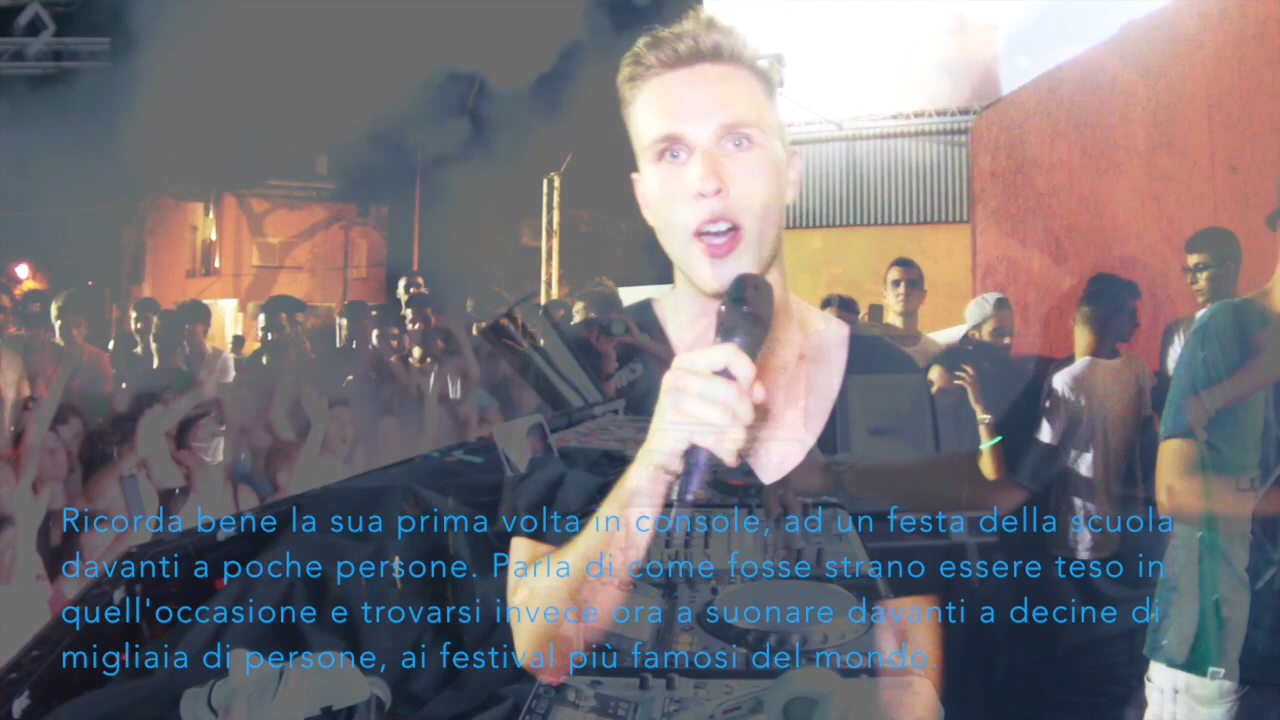 Ricorda bene la sua prima volta in console, ad un festa della scuola
davanti a poche persone. Parla di come fosse strano essere teso in
quell'occasione e trovarsi invece ora a suonare davanti a decine di
migliaia di persone, ai festival più famosi del mondo.